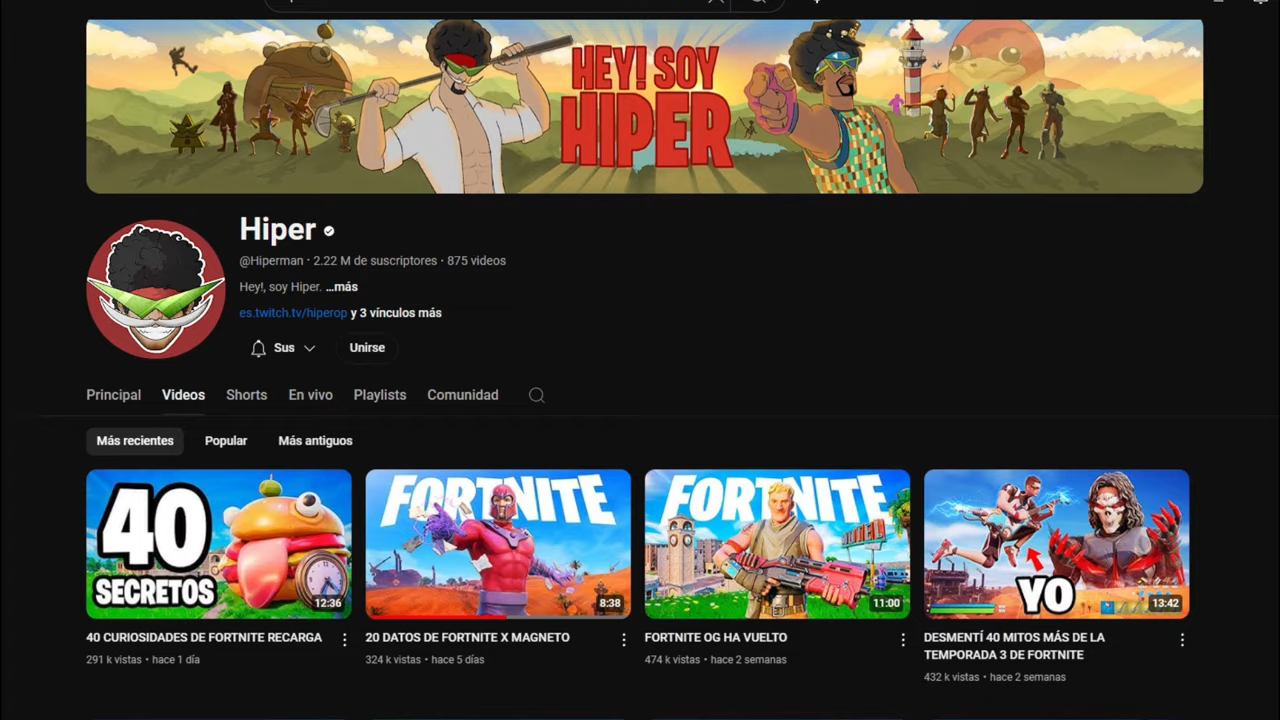 HEY! SOY
HIPER
Hiper
@Hiperman · 2.22 M de suscriptores · 875 videos
Hey!, soy Hiper. ...más
es.twitch.tv/hiperop y 3 vínculos más
Sus
Unirse
Principal
Videos
Shorts
En vivo
Playlists
Comunidad
Más recientes
Popular
Más antiguos
40
SECRETOS
12:36
FORTNITE
8:38
FORTNITE
11:00
YO
13:42
40 CURIOSIDADES DE FORTNITE RECARGA
291 k vistas • hace 1 día
20 DATOS DE FORTNITE X MAGNETO
324 k vistas • hace 5 días
FORTNITE OG HA VUELTO
474 k vistas • hace 2 semanas
DESMENTÍ 40 MITOS MÁS DE LA
TEMPORADA 3 DE FORTNITE
432 k vistas • hace 2 semanas